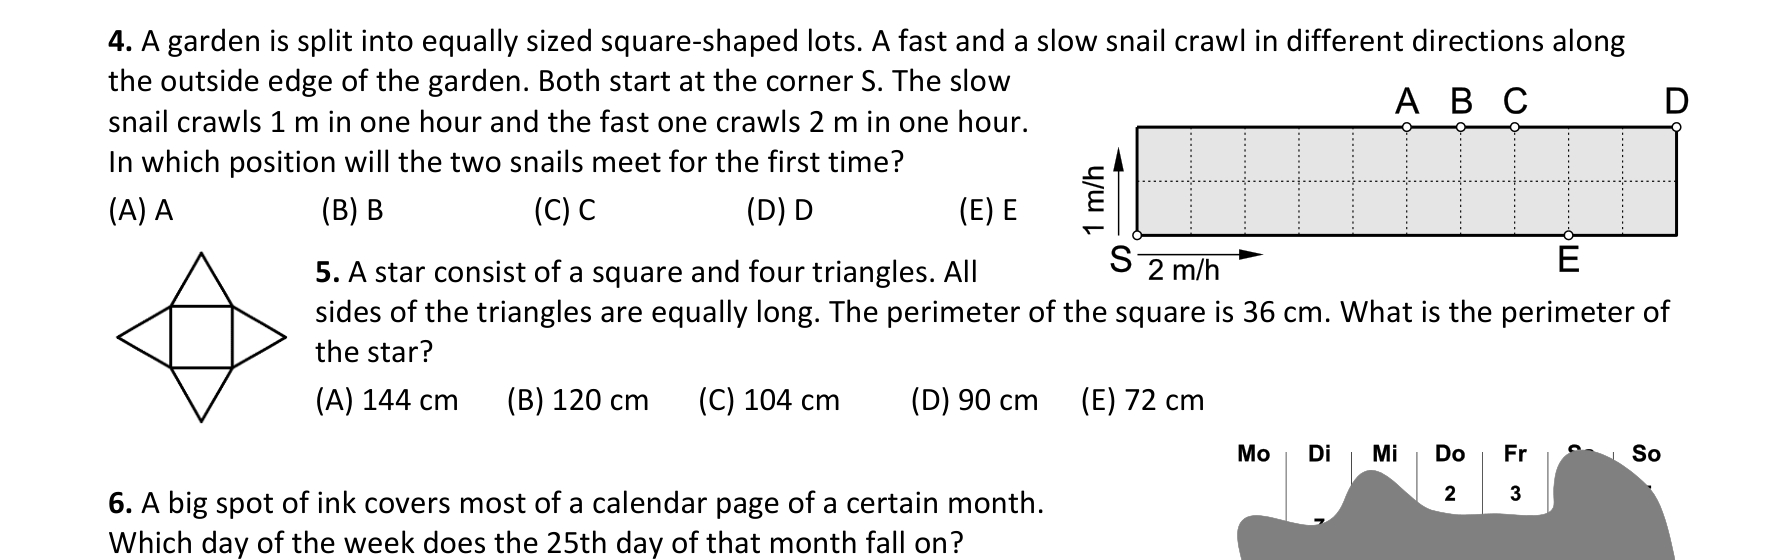 4. A garden is split into equally sized square-shaped lots. A fast and a slow snail crawl in different directions along
the outside edge of the garden. Both start at the corner S. The slow
snail crawls 1 m in one hour and the fast one crawls 2 m in one hour.
In which position will the two snails meet for the first time?
(A) A (B) B (C) C (D) D (E) E
A B C D
1 m/h
S 2 m/h E
5. A star consist of a square and four triangles. All
sides of the triangles are equally long. The perimeter of the square is 36 cm. What is the perimeter of
the star?
(A) 144 cm (B) 120 cm (C) 104 cm (D) 90 cm (E) 72 cm
6. A big spot of ink covers most of a calendar page of a certain month.
Which day of the week does the 25th day of that month fall on?
Mo Di Mi Do Fr So
2 3